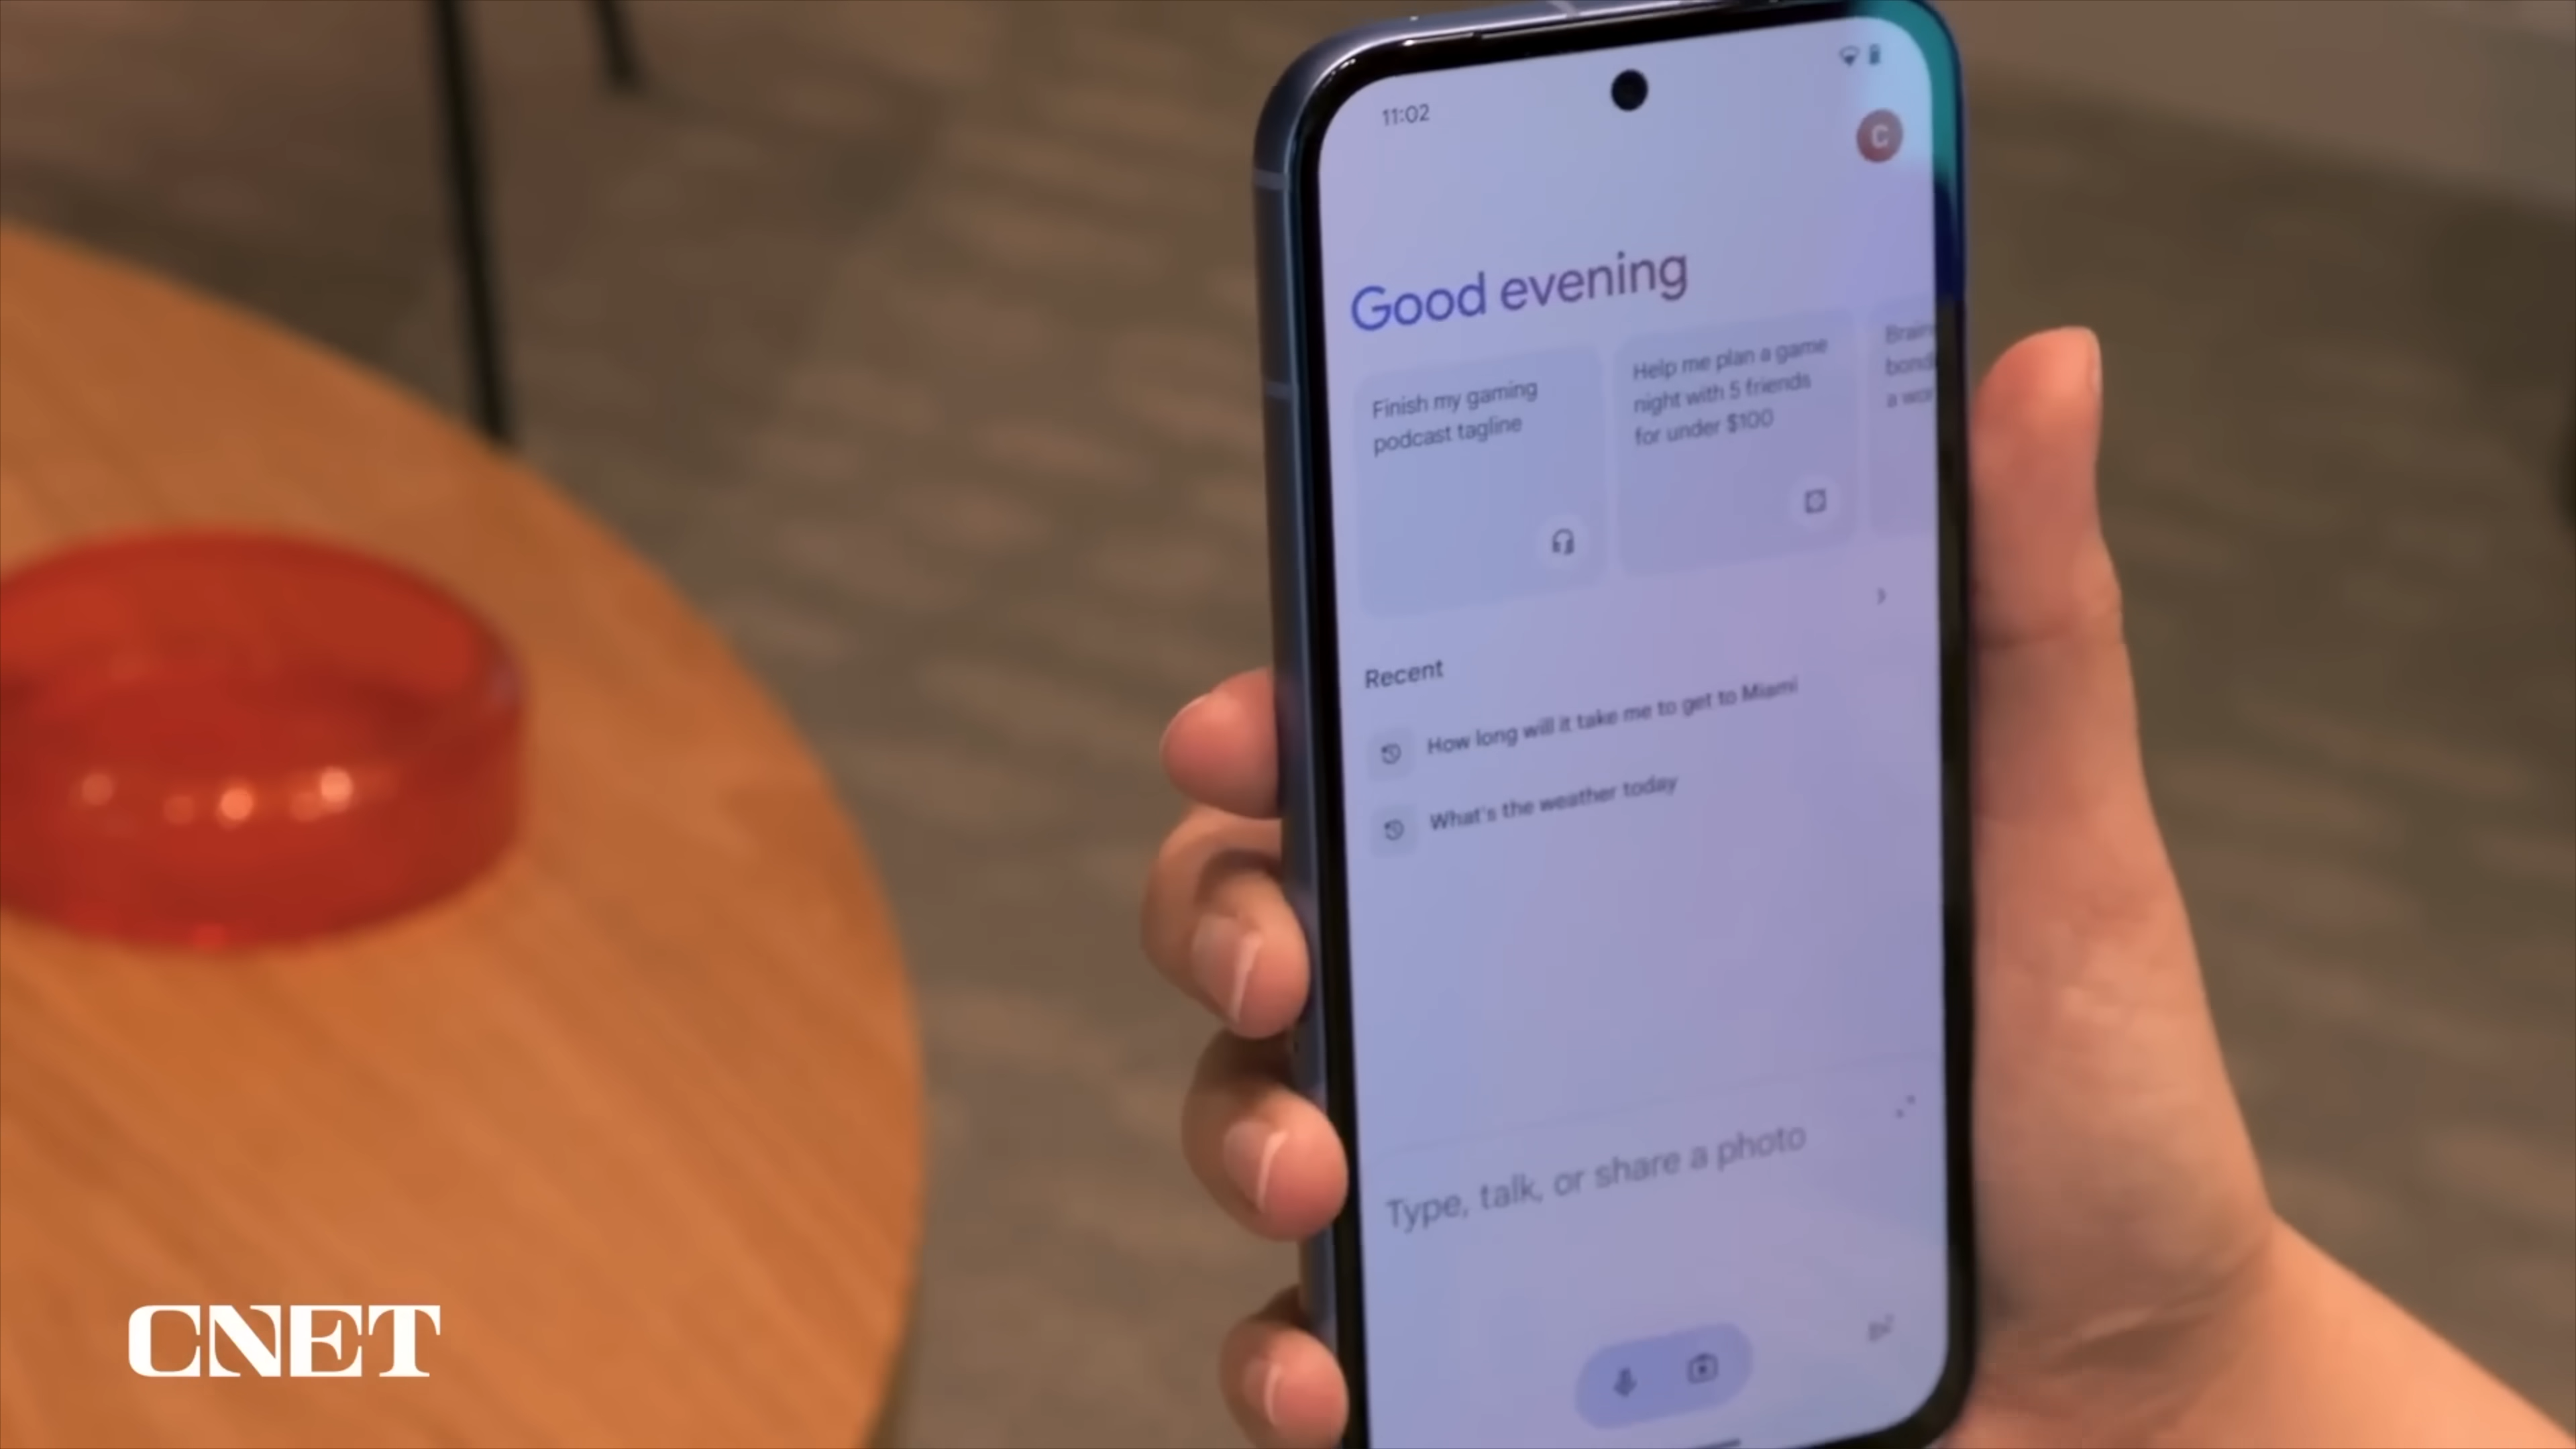 11:02
C
Good evening
Finish my gaming
podcast tagline
Help me plan a game
night with 5 friends
for under $100
a
Recent
How long will it take me to get to Miami
What's the weather today
Type, talk, or share a photo
CNET